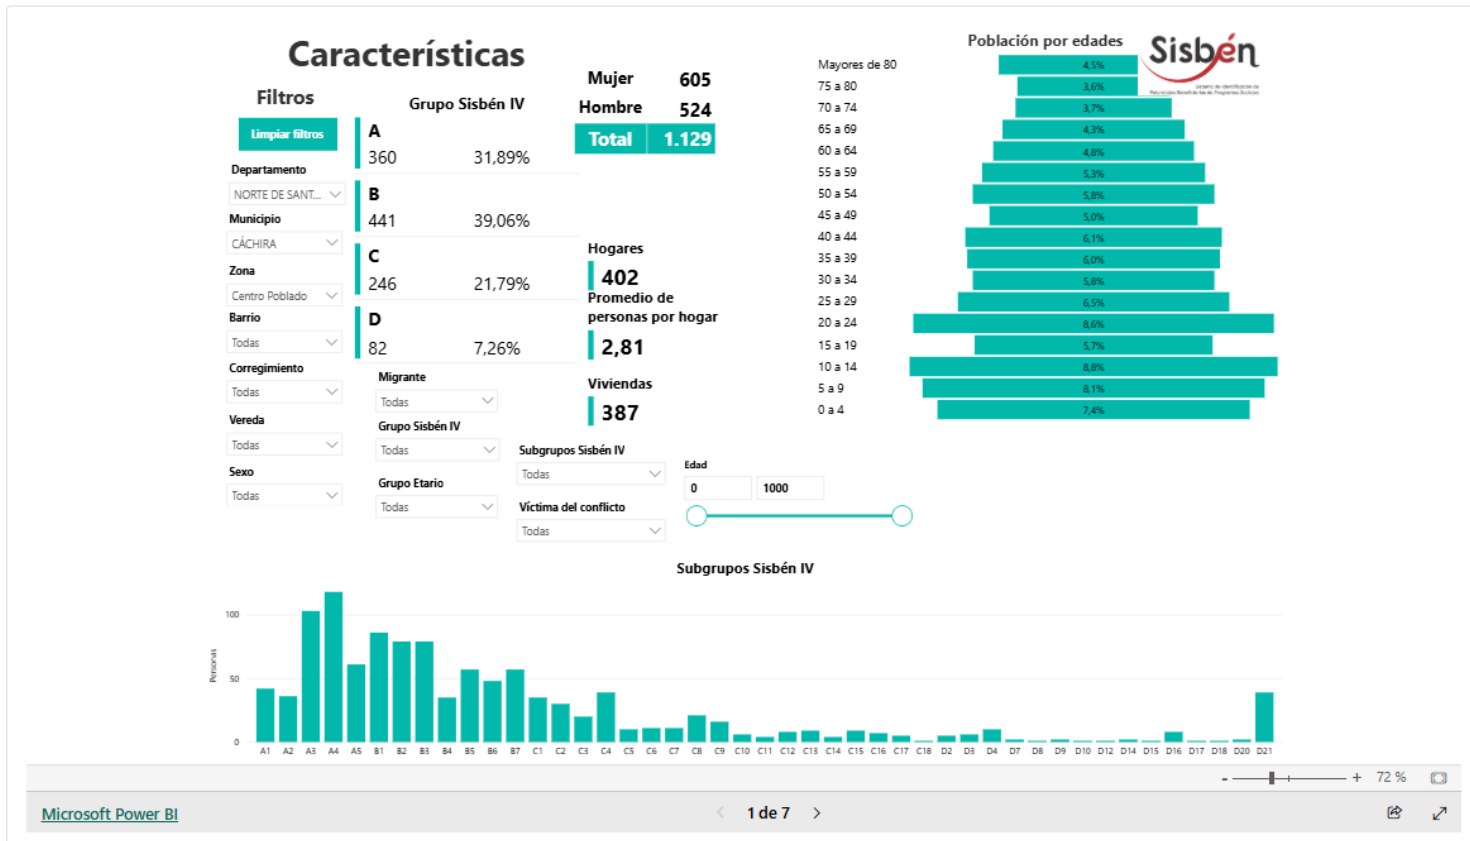 Características
Filtros
Limpiar filtros
Departamento
NORTE DE SANT...
Municipio
CÁCHIRA
Zona
Centro Poblado
Barrio
Todas
Corregimiento
Todas
Vereda
Todas
Sexo
Todas
Grupo Sisbén IV
A
360 31,89%
B
441 39,06%
C
246 21,79%
D
82 7,26%
Migrante
Todas
Grupo Sisbén IV
Todas
Grupo Etario
Todas
Mujer 605
Hombre 524
Total 1.129
Hogares
402
Promedio de
personas por hogar
2,81
Viviendas
387
Subgrupos Sisbén IV
Todas
Víctima del conflicto
Todas
Edad
0 1000
Población por edades
Sisbén
Mayores de 80 4,5%
75 a 80 3,6%
70 a 74 3,7%
65 a 69 4,3%
60 a 64 4,8%
55 a 59 5,3%
50 a 54 5,8%
45 a 49 5,0%
40 a 44 6,1%
35 a 39 6,0%
30 a 34 5,8%
25 a 29 6,5%
20 a 24 8,6%
15 a 19 5,7%
10 a 14 8,8%
5 a 9 8,1%
0 a 4 7,4%
Subgrupos Sisbén IV
Personas
100
50
0
A1 A2 A3 A4 A5 B1 B2 B3 B4 B5 B6 B7 C1 C2 C3 C4 C5 C6 C7 C8 C9 C10 C11 C12 C13 C14 C15 C16 C17 C18 D2 D3 D4 D7 D8 D9 D10 D12 D14 D15 D16 D17 D18 D20 D21
- + 72 %
Microsoft Power BI
1 de 7